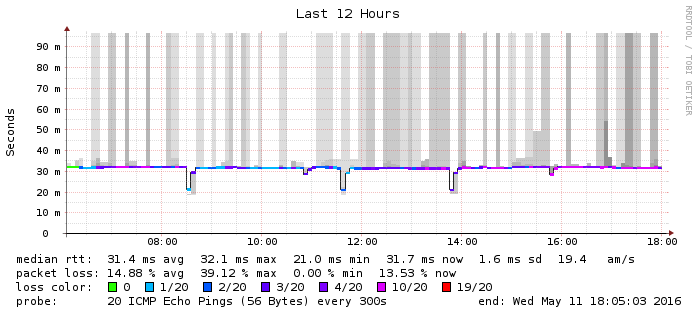 Last 12 Hours
RRDTOOL / TOBI OETIKER
Seconds
90 m
80 m
70 m
60 m
50 m
40 m
30 m
20 m
10 m
0
08:00 10:00 12:00 14:00 16:00 18:00
median rtt: 31.4 ms avg 32.1 ms max 21.0 ms min 31.7 ms now 1.6 ms sd 19.4 am/s
packet loss: 14.88 % avg 39.12 % max 0.00 % min 13.53 % now
loss color: 0 1/20 2/20 3/20 4/20 10/20 19/20
probe: 20 ICMP Echo Pings (56 Bytes) every 300s end: Wed May 11 18:05:03 2016